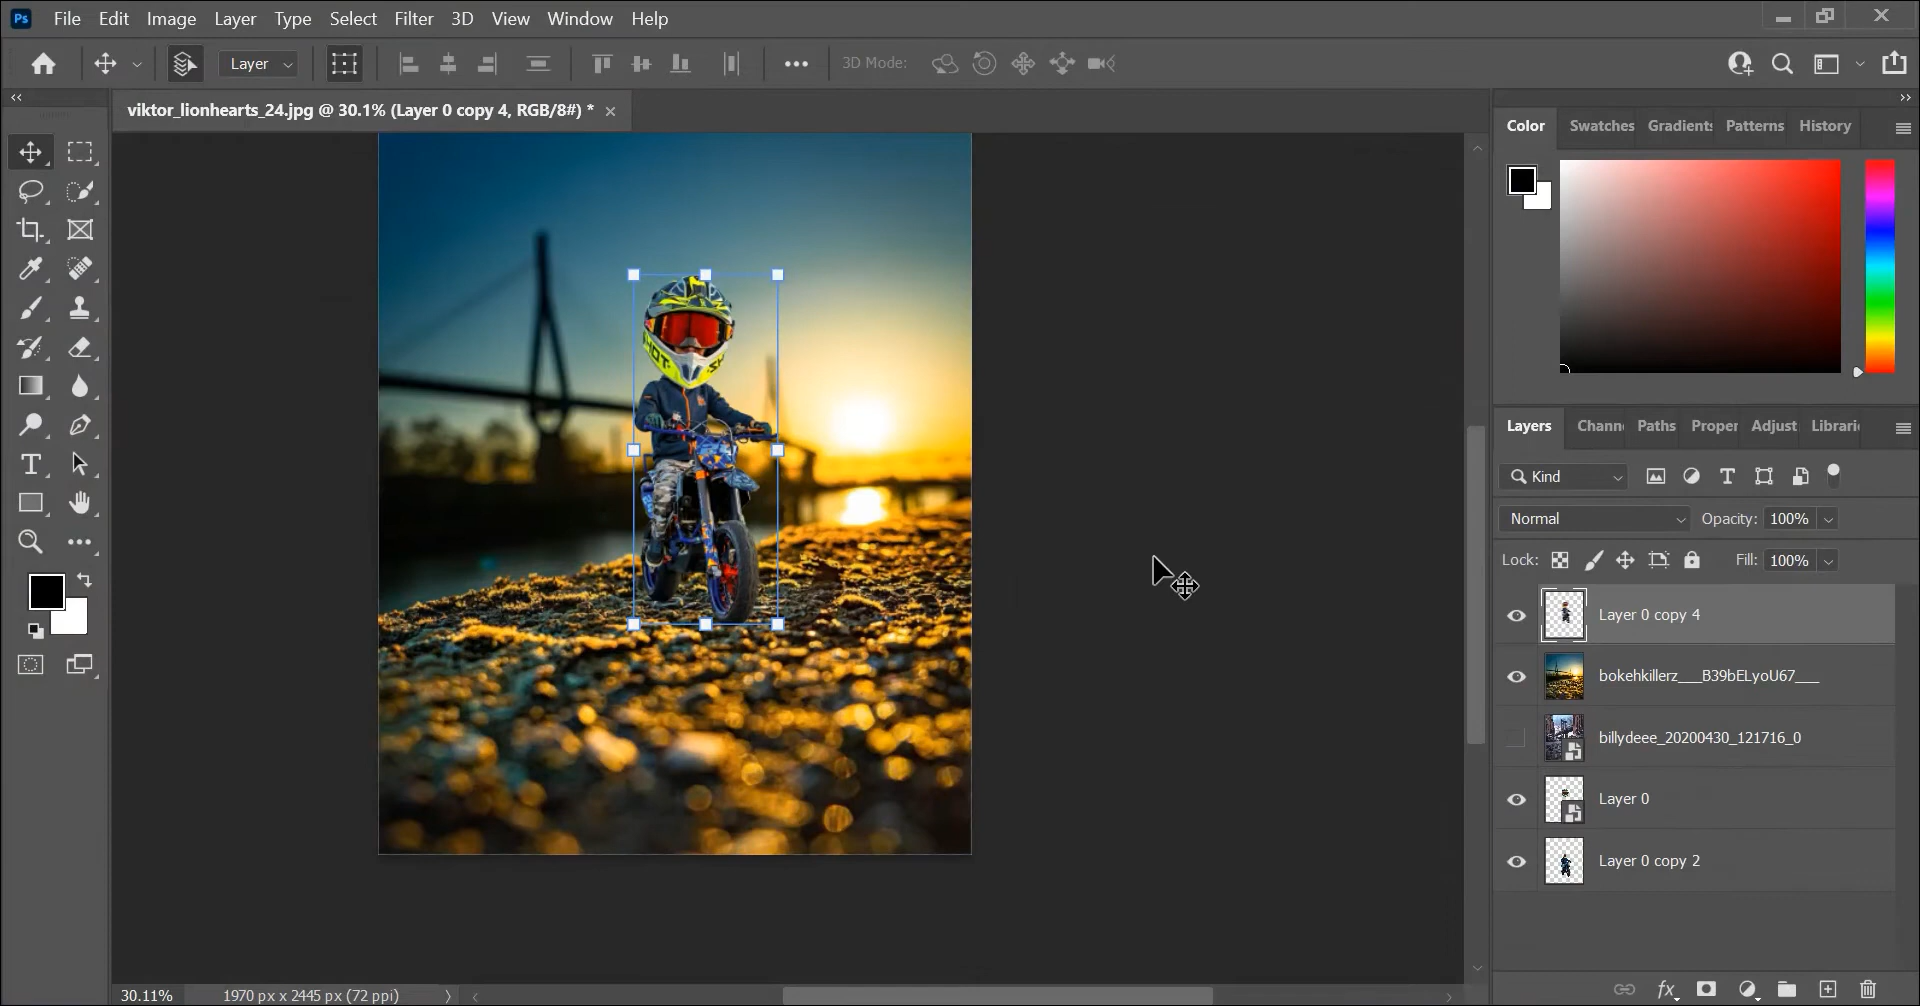 Ps File Edit Image Layer Type Select Filter 3D View Window Help
Layer 3D Mode:
viktor_lionhearts_24.jpg @ 30.1% (Layer 0 copy 4, RGB/8#) *
Color Swatches Gradients Patterns History
Layers Chann Paths Proper Adjust Librari
Kind
Normal Opacity: 100%
Lock: Fill: 100%
Layer 0 copy 4
bokehkillerz___B39bELyoU67___
billydeee_20200430_121716_0
Layer 0
Layer 0 copy 2
30.11% 1970 px x 2445 px (72 ppi)
fx